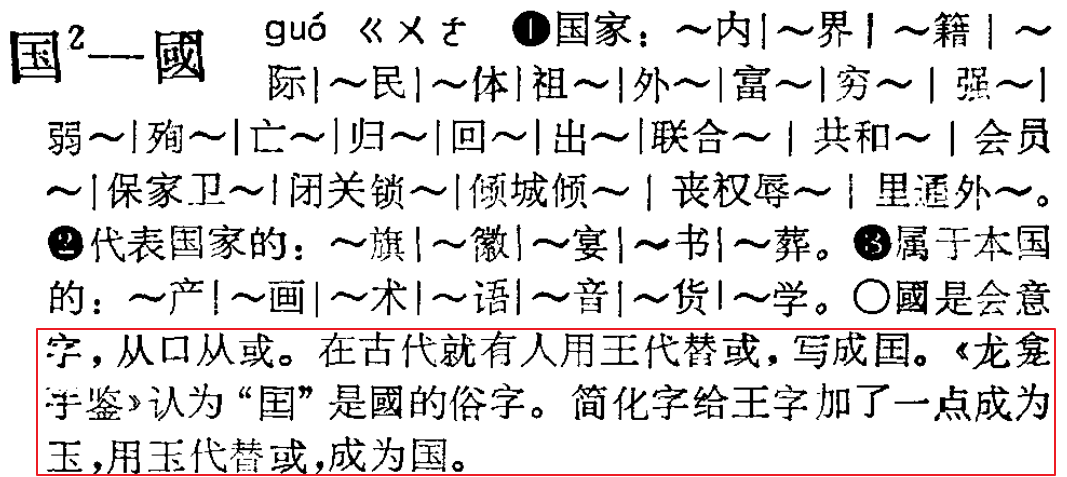 国²—國 guó ㄍㄨㄛˊ ❶国家：～内|～界|～籍|～
际|～民|～体|祖～|外～|富～|穷～|强～|
弱～|殉～|亡～|归～|回～|出～|联合～|共和～|会员
～|保家卫～|闭关锁～|倾城倾～|丧权辱～|里通外～。
❷代表国家的：～旗|～徽|～宴|～书|～葬。❸属于本国
的：～产|～画|～术|～语|～音|～货|～学。○國是会意
字，从口从或。在古代就有人用王代替或，写成囯。《龙龛
手鉴》认为“囯”是國的俗字。简化字给王字加了一点成为
玉，用玉代替或，成为国。